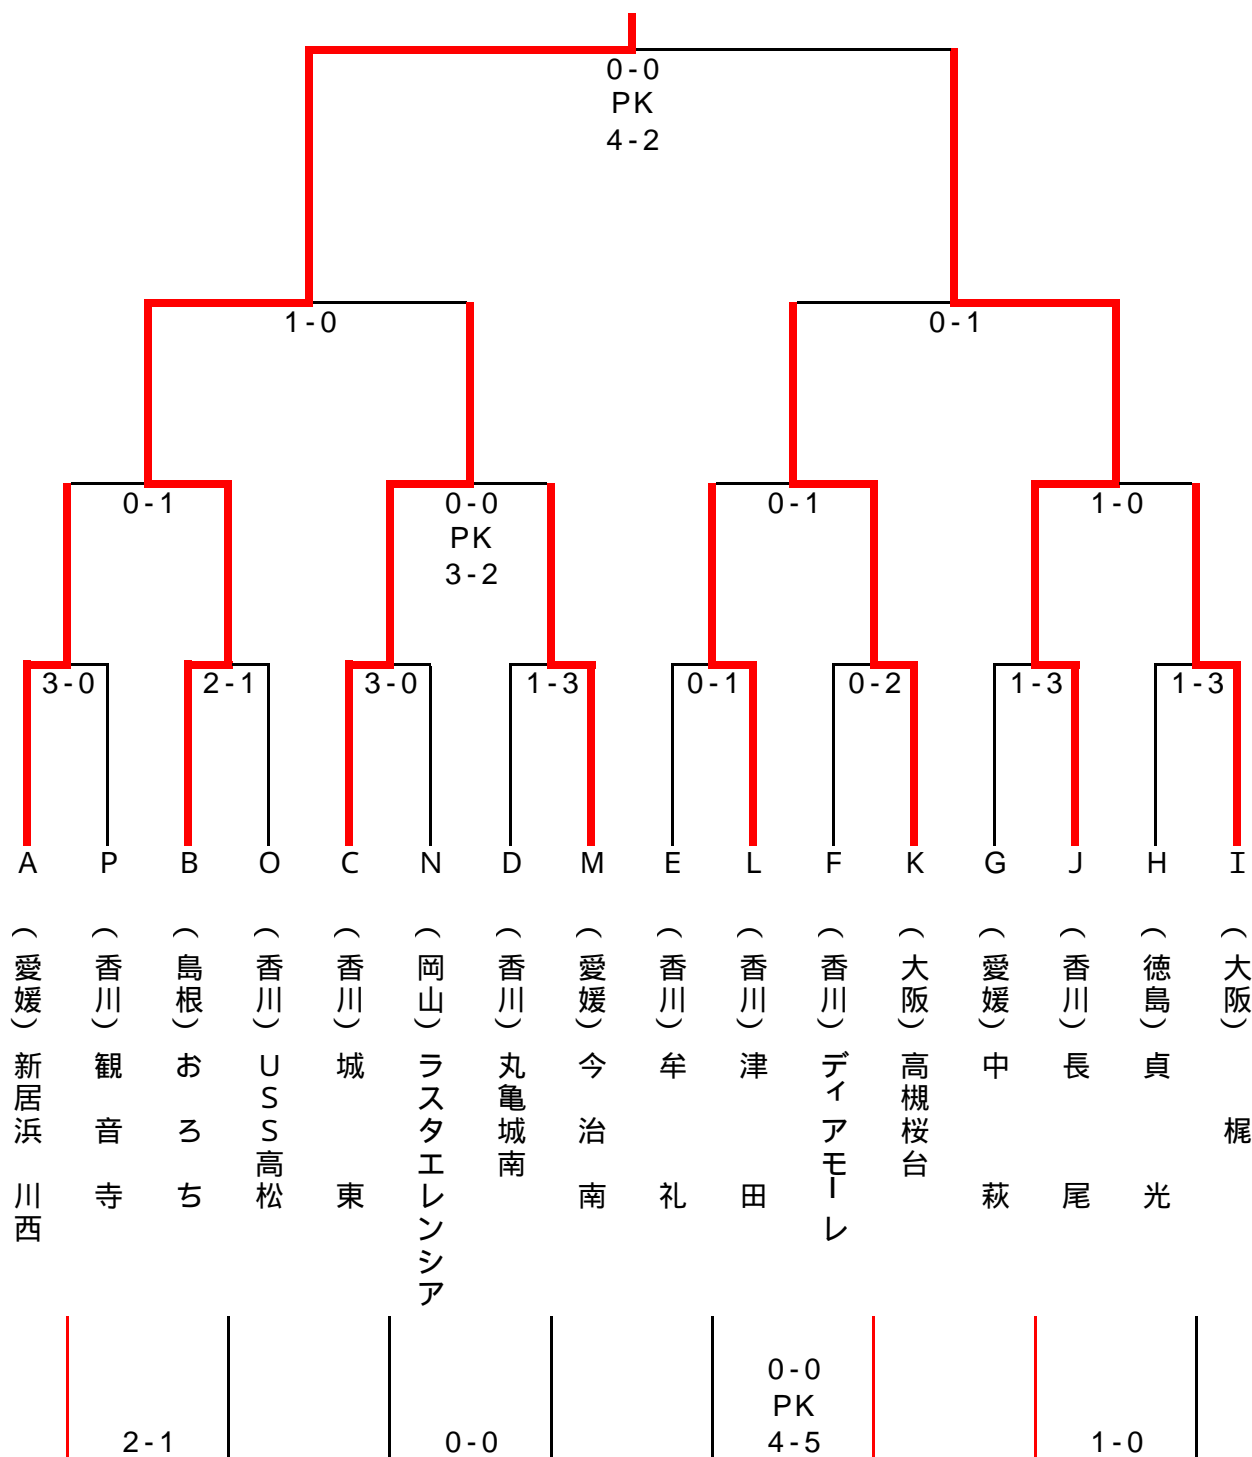 0-0
PK
4-2
1-0
0-1
0-1
0-0
PK
3-2
0-1
1-0
3-0
2-1
3-0
1-3
0-1
0-2
1-3
1-3
A P B O C N D M E L F K G J H I
(愛媛)新居浜 川西
(香川)観音寺
(島根)おろち
(香川)USS高松
(香川)城東
(岡山)ラスタエレンシア
(香川)丸亀城南
(愛媛)今治南
(香川)牟礼
(香川)津田
(香川)ディアモーレ
(大阪)高槻桜台
(愛媛)中萩
(香川)長尾
(徳島)貞光
(大阪)梶
2-1
0-0
0-0
PK
4-5
1-0